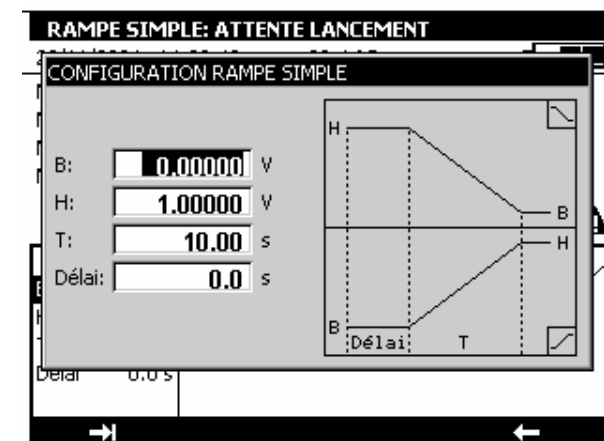 RAMPE SIMPLE: ATTENTE LANCEMENT
CONFIGURATION RAMPE SIMPLE
B: 0.00000 V
H: 1.00000 V
T: 10.00 s
Délai: 0.0 s
H
B
H
B
Délai T
Délai 0.0 s